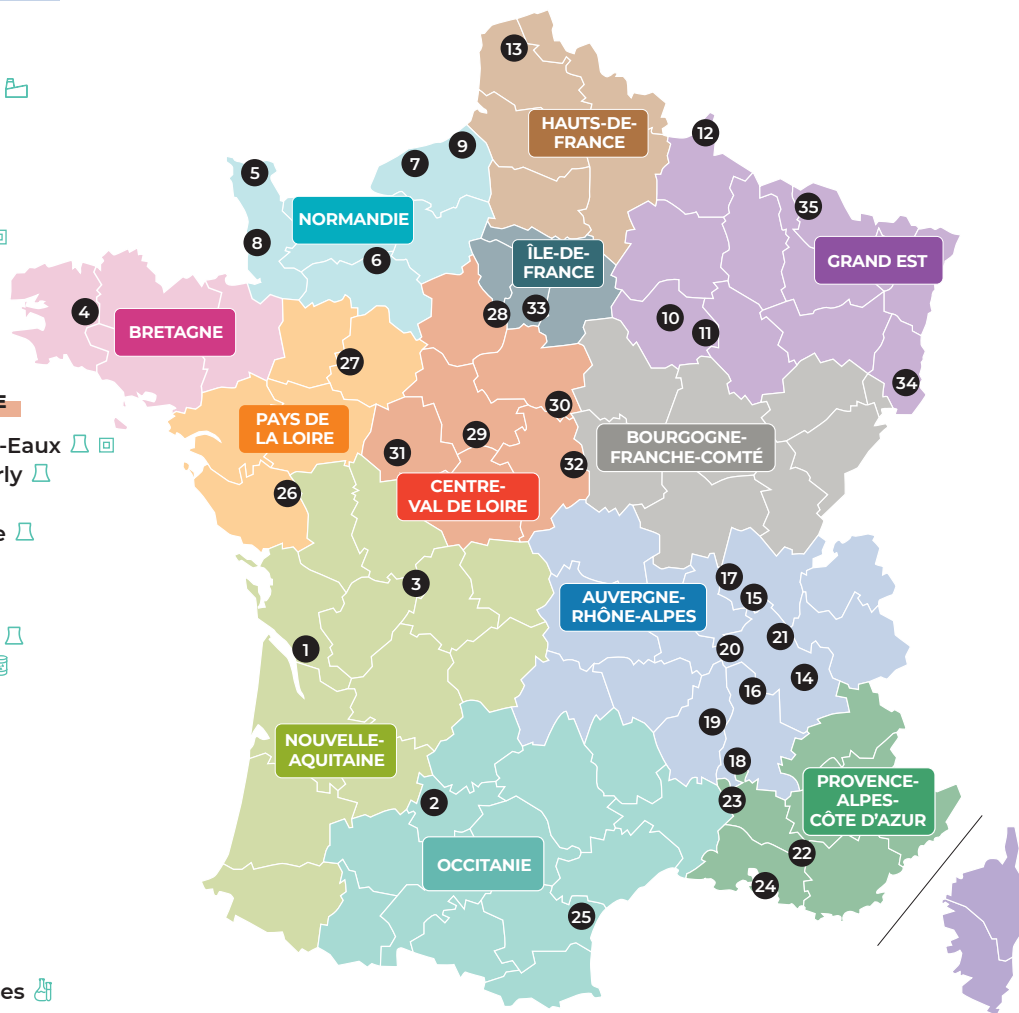 13
HAUTS-DE-
FRANCE
12
9
7
5
35
NORMANDIE
8
ÎLE-DE-
FRANCE
GRAND EST
6
4
BRETAGNE
28
33
10
11
27
34
E
30
PAYS DE
LA LOIRE
-Eaux
29
BOURGOGNE-
FRANCHE-COMTÉ
31
32
rly
CENTRE-
VAL DE LOIRE
26
e
17
3
AUVERGNE-
RHÔNE-ALPES
15
21
1
20
14
16
19
NOUVELLE-
AQUITAINE
18
PROVENCE-
ALPES-
CÔTE D'AZUR
2
23
22
OCCITANIE
24
25
es